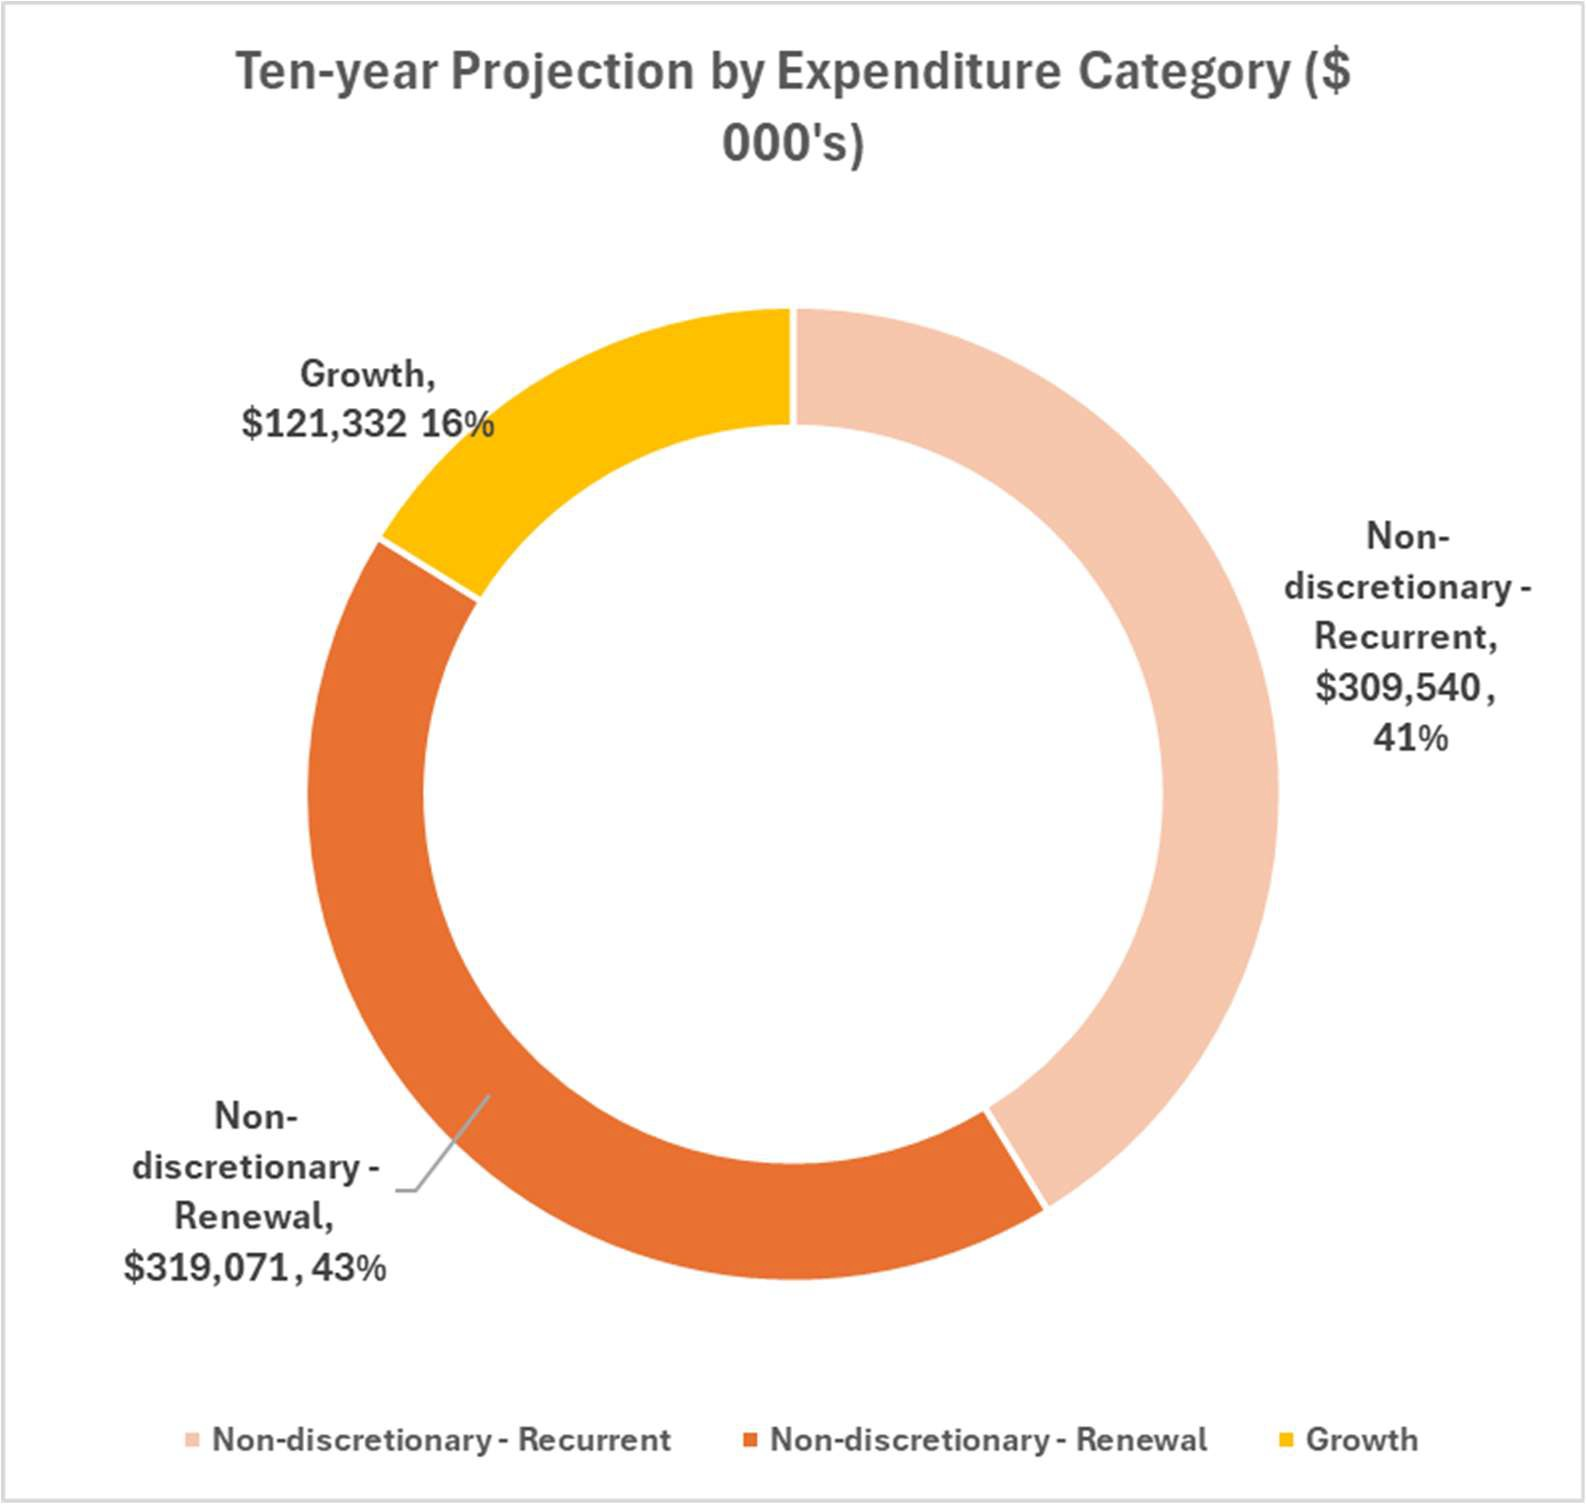 Ten-year Projection by Expenditure Category ($
000's)
Growth,
$121,332 16%
Non-
discretionary -
Recurrent,
$309,540,
41%
Non-
discretionary -
Renewal,
$319,071, 43%
Non-discretionary - Recurrent
Non-discretionary - Renewal
Growth